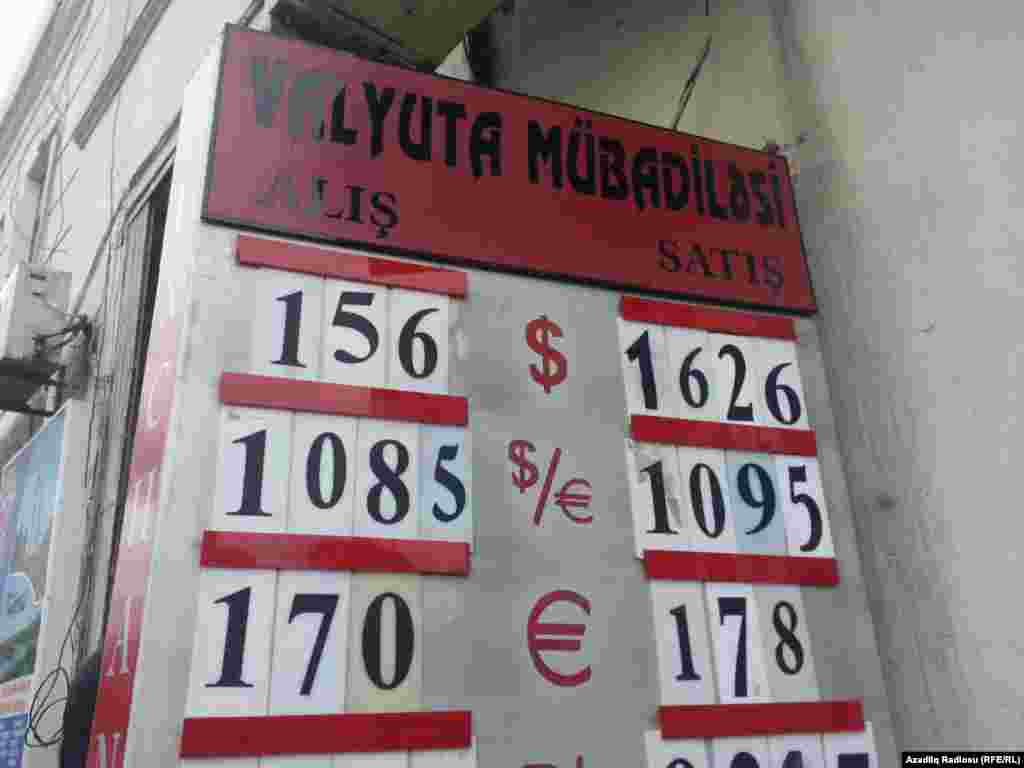 VALYUTA MÜBADİLƏSİ
ALIŞ SATIŞ
156 $ 1626
1085 $/€ 1095
170 € 178
Azadlıq Radiosu (RFE/RL)